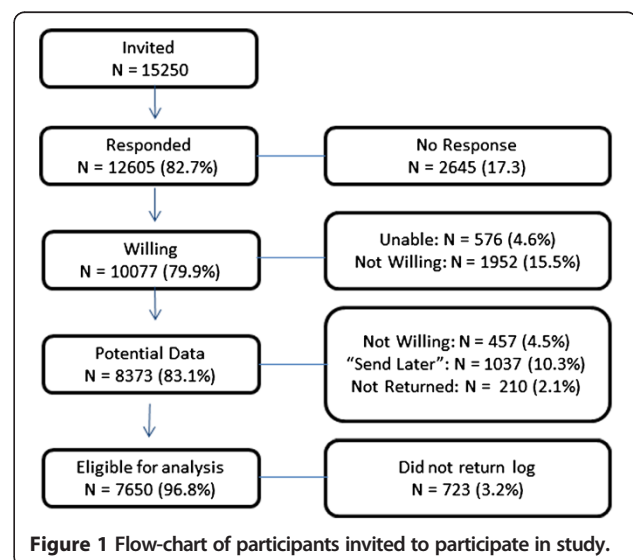 Invited
N = 15250
Responded
N = 12605 (82.7%)
No Response
N = 2645 (17.3)
Willing
N = 10077 (79.9%)
Unable: N = 576 (4.6%)
Not Willing: N = 1952 (15.5%)
Potential Data
N = 8373 (83.1%)
Not Willing: N = 457 (4.5%)
“Send Later”: N = 1037 (10.3%)
Not Returned: N = 210 (2.1%)
Eligible for analysis
N = 7650 (96.8%)
Did not return log
N = 723 (3.2%)
Figure 1 Flow-chart of participants invited to participate in study.